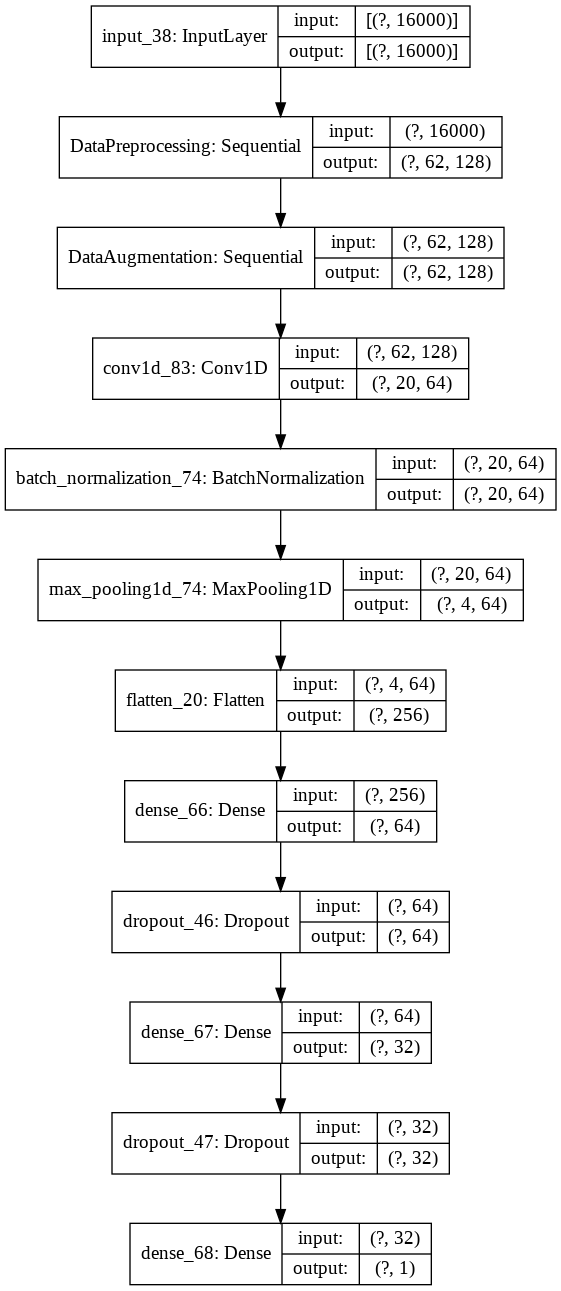 input_38: InputLayer input: [(?, 16000)]
output: [(?, 16000)]
DataPreprocessing: Sequential input: (?, 16000)
output: (?, 62, 128)
DataAugmentation: Sequential input: (?, 62, 128)
output: (?, 62, 128)
conv1d_83: Conv1D input: (?, 62, 128)
output: (?, 20, 64)
batch_normalization_74: BatchNormalization input: (?, 20, 64)
output: (?, 20, 64)
max_pooling1d_74: MaxPooling1D input: (?, 20, 64)
output: (?, 4, 64)
flatten_20: Flatten input: (?, 4, 64)
output: (?, 256)
dense_66: Dense input: (?, 256)
output: (?, 64)
dropout_46: Dropout input: (?, 64)
output: (?, 64)
dense_67: Dense input: (?, 64)
output: (?, 32)
dropout_47: Dropout input: (?, 32)
output: (?, 32)
dense_68: Dense input: (?, 32)
output: (?, 1)